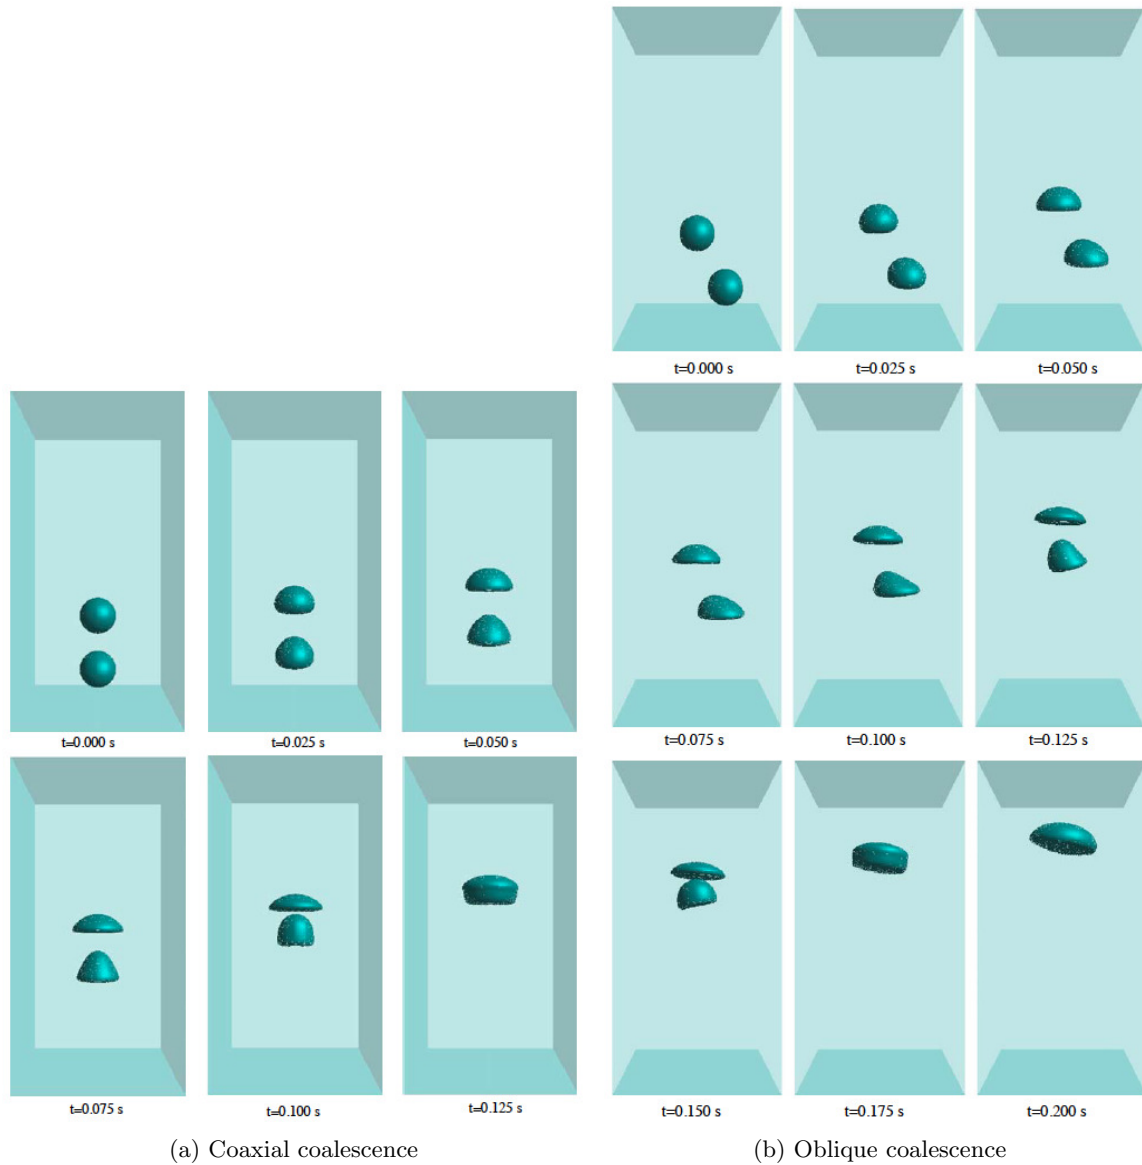 t=0.000 s
t=0.025 s
t=0.050 s
t=0.075 s
t=0.100 s
t=0.125 s
(a) Coaxial coalescence
t=0.000 s
t=0.025 s
t=0.050 s
t=0.075 s
t=0.100 s
t=0.125 s
t=0.150 s
t=0.175 s
t=0.200 s
(b) Oblique coalescence